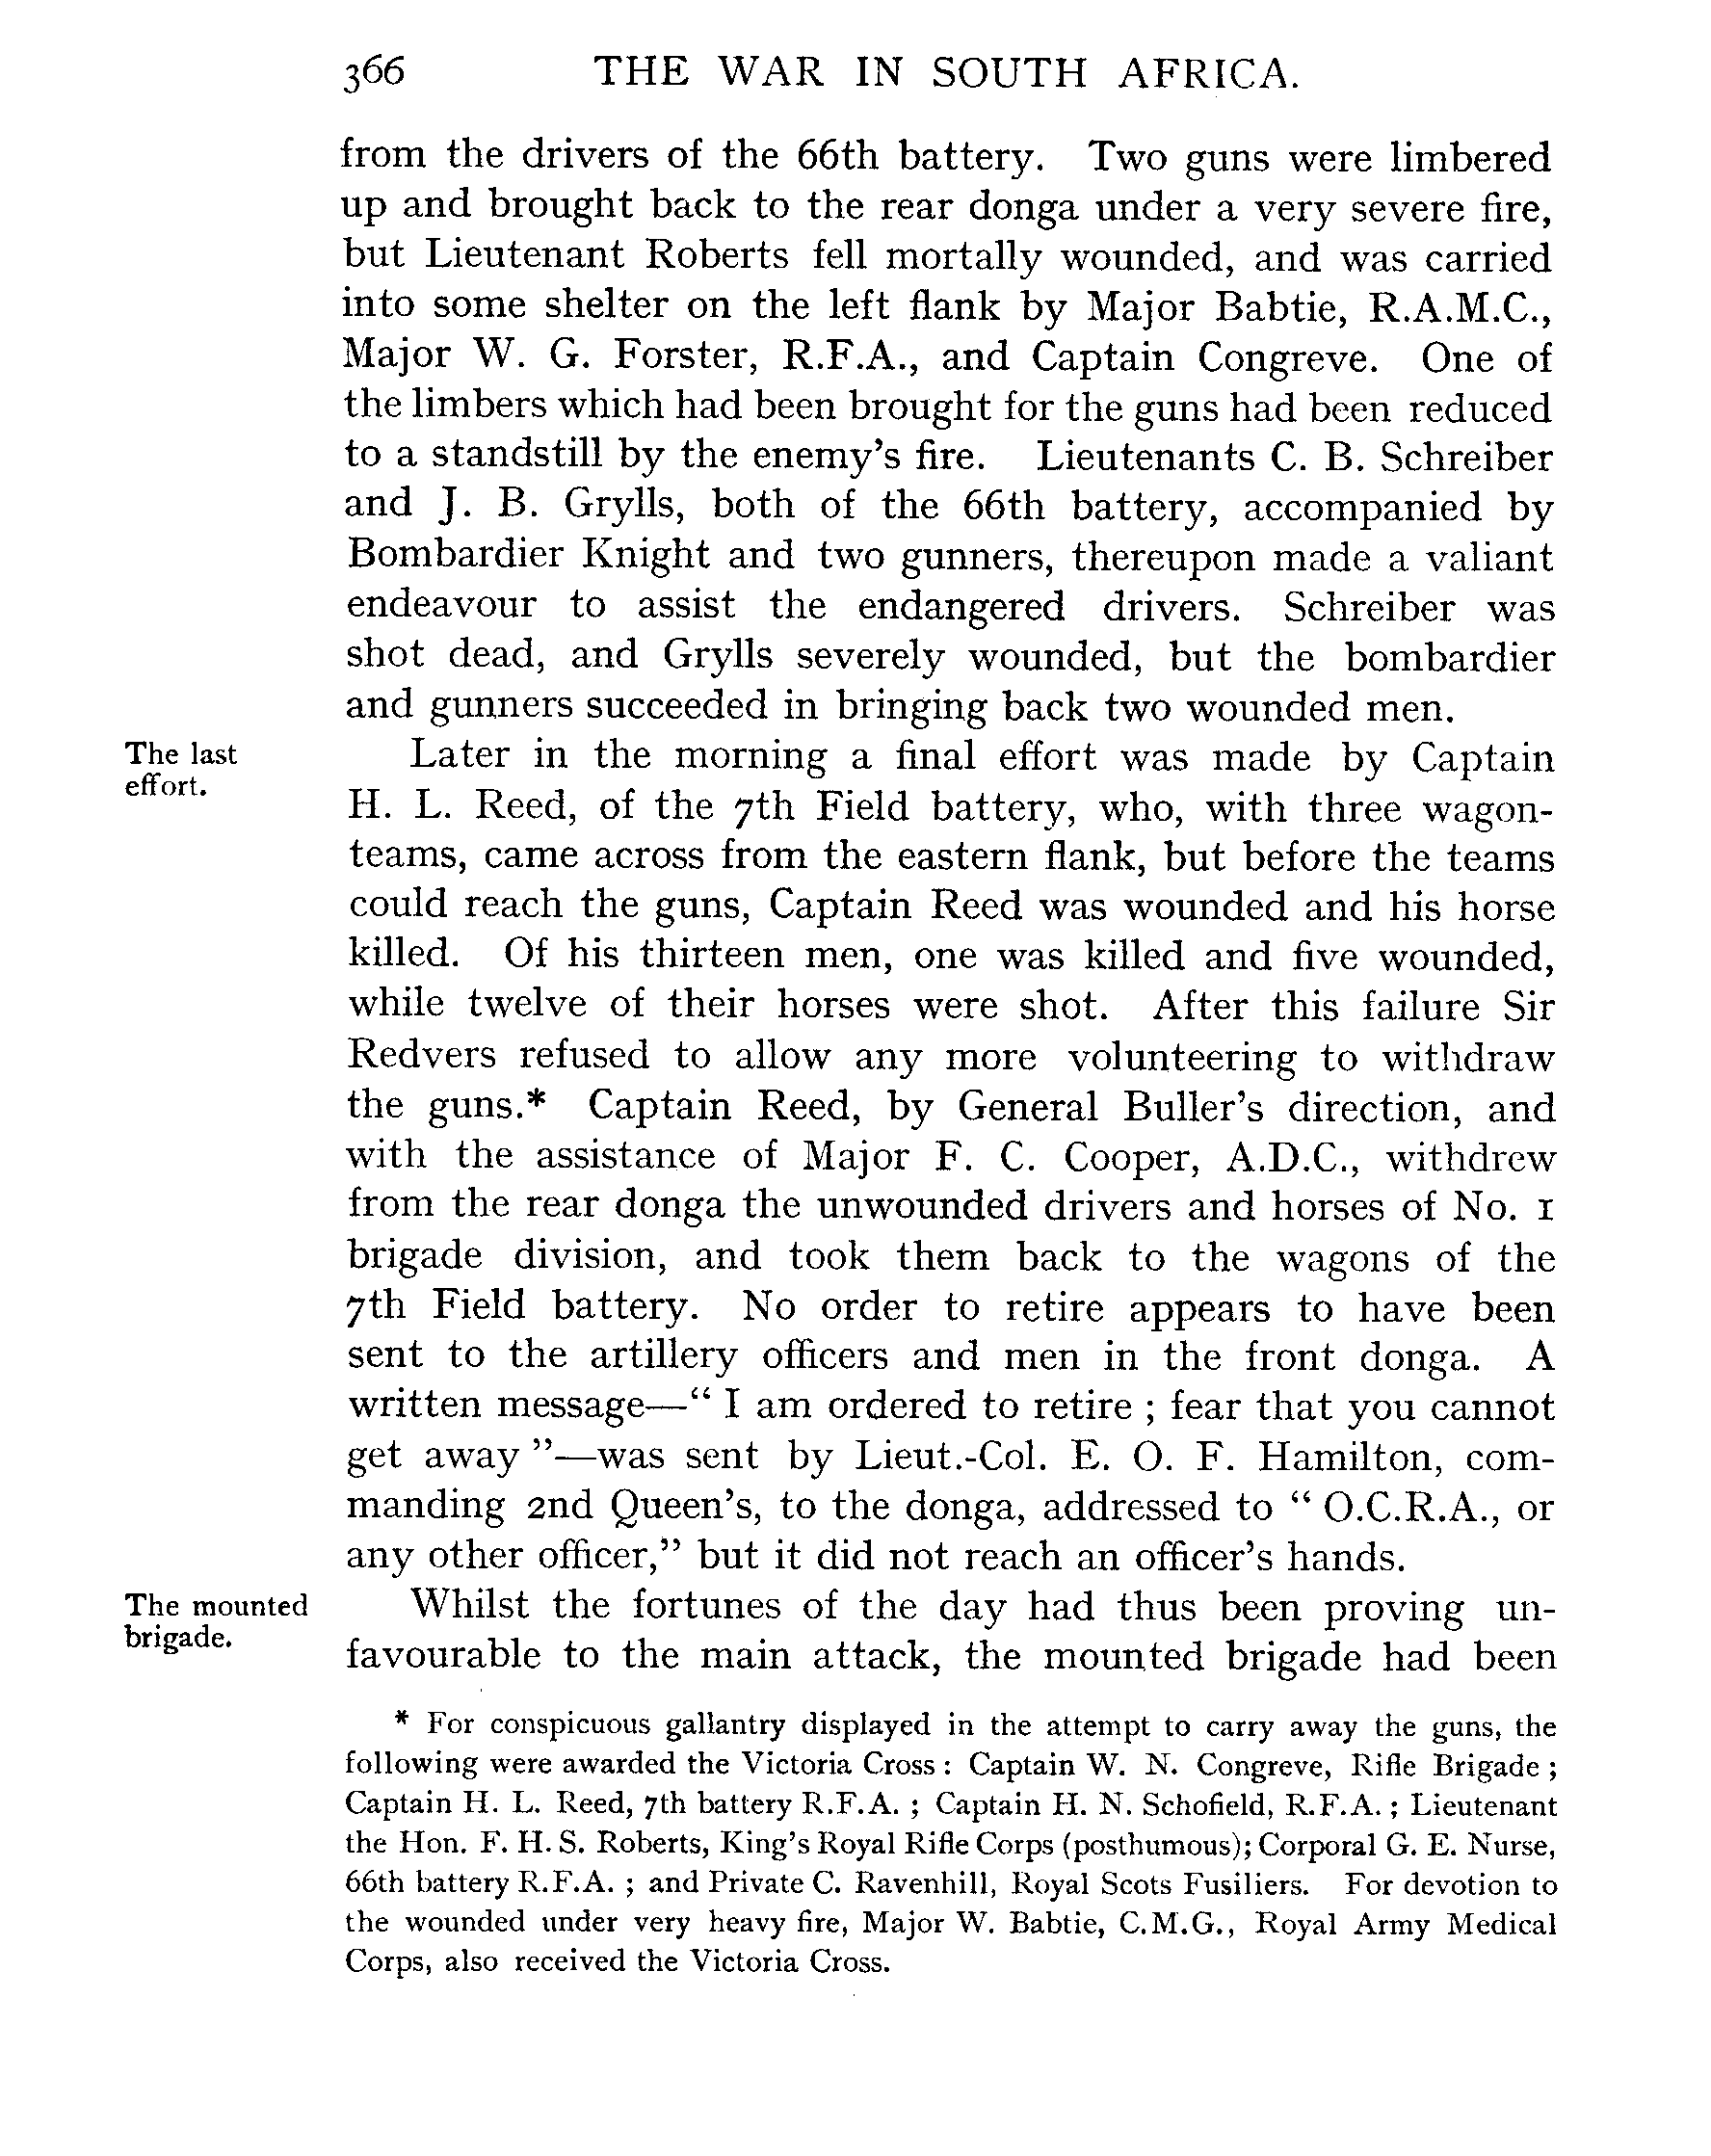 366 THE WAR IN SOUTH AFRICA.
from the drivers of the 66th battery. Two guns were limbered
up and brought back to the rear donga under a very severe fire,
but Lieutenant Roberts fell mortally wounded, and was carried
into some shelter on the left flank by Major Babtie, R.A.M.C.,
Major W. G. Forster, R.F.A., and Captain Congreve. One of
the limbers which had been brought for the guns had been reduced
to a standstill by the enemy's fire. Lieutenants C. B. Schreiber
and J. B. Grylls, both of the 66th battery, accompanied by
Bombardier Knight and two gunners, thereupon made a valiant
endeavour to assist the endangered drivers. Schreiber was
shot dead, and Grylls severely wounded, but the bombardier
and gunners succeeded in bringing back two wounded men.
The last
effort.
Later in the morning a final effort was made by Captain
H. L. Reed, of the 7th Field battery, who, with three wagon-
teams, came across from the eastern flank, but before the teams
could reach the guns, Captain Reed was wounded and his horse
killed. Of his thirteen men, one was killed and five wounded,
while twelve of their horses were shot. After this failure Sir
Redvers refused to allow any more volunteering to withdraw
the guns.* Captain Reed, by General Buller's direction, and
with the assistance of Major F. C. Cooper, A.D.C., withdrew
from the rear donga the unwounded drivers and horses of No. 1
brigade division, and took them back to the wagons of the
7th Field battery. No order to retire appears to have been
sent to the artillery officers and men in the front donga. A
written message—“ I am ordered to retire ; fear that you cannot
get away ”—was sent by Lieut.-Col. E. O. F. Hamilton, com-
manding 2nd Queen's, to the donga, addressed to “ O.C.R.A., or
any other officer,” but it did not reach an officer's hands.
The mounted
brigade.
Whilst the fortunes of the day had thus been proving un-
favourable to the main attack, the mounted brigade had been
* For conspicuous gallantry displayed in the attempt to carry away the guns, the
following were awarded the Victoria Cross : Captain W. N. Congreve, Rifle Brigade ;
Captain H. L. Reed, 7th battery R.F.A. ; Captain H. N. Schofield, R.F.A. ; Lieutenant
the Hon. F. H. S. Roberts, King's Royal Rifle Corps (posthumous); Corporal G. E. Nurse,
66th battery R.F.A. ; and Private C. Ravenhill, Royal Scots Fusiliers. For devotion to
the wounded under very heavy fire, Major W. Babtie, C.M.G., Royal Army Medical
Corps, also received the Victoria Cross.